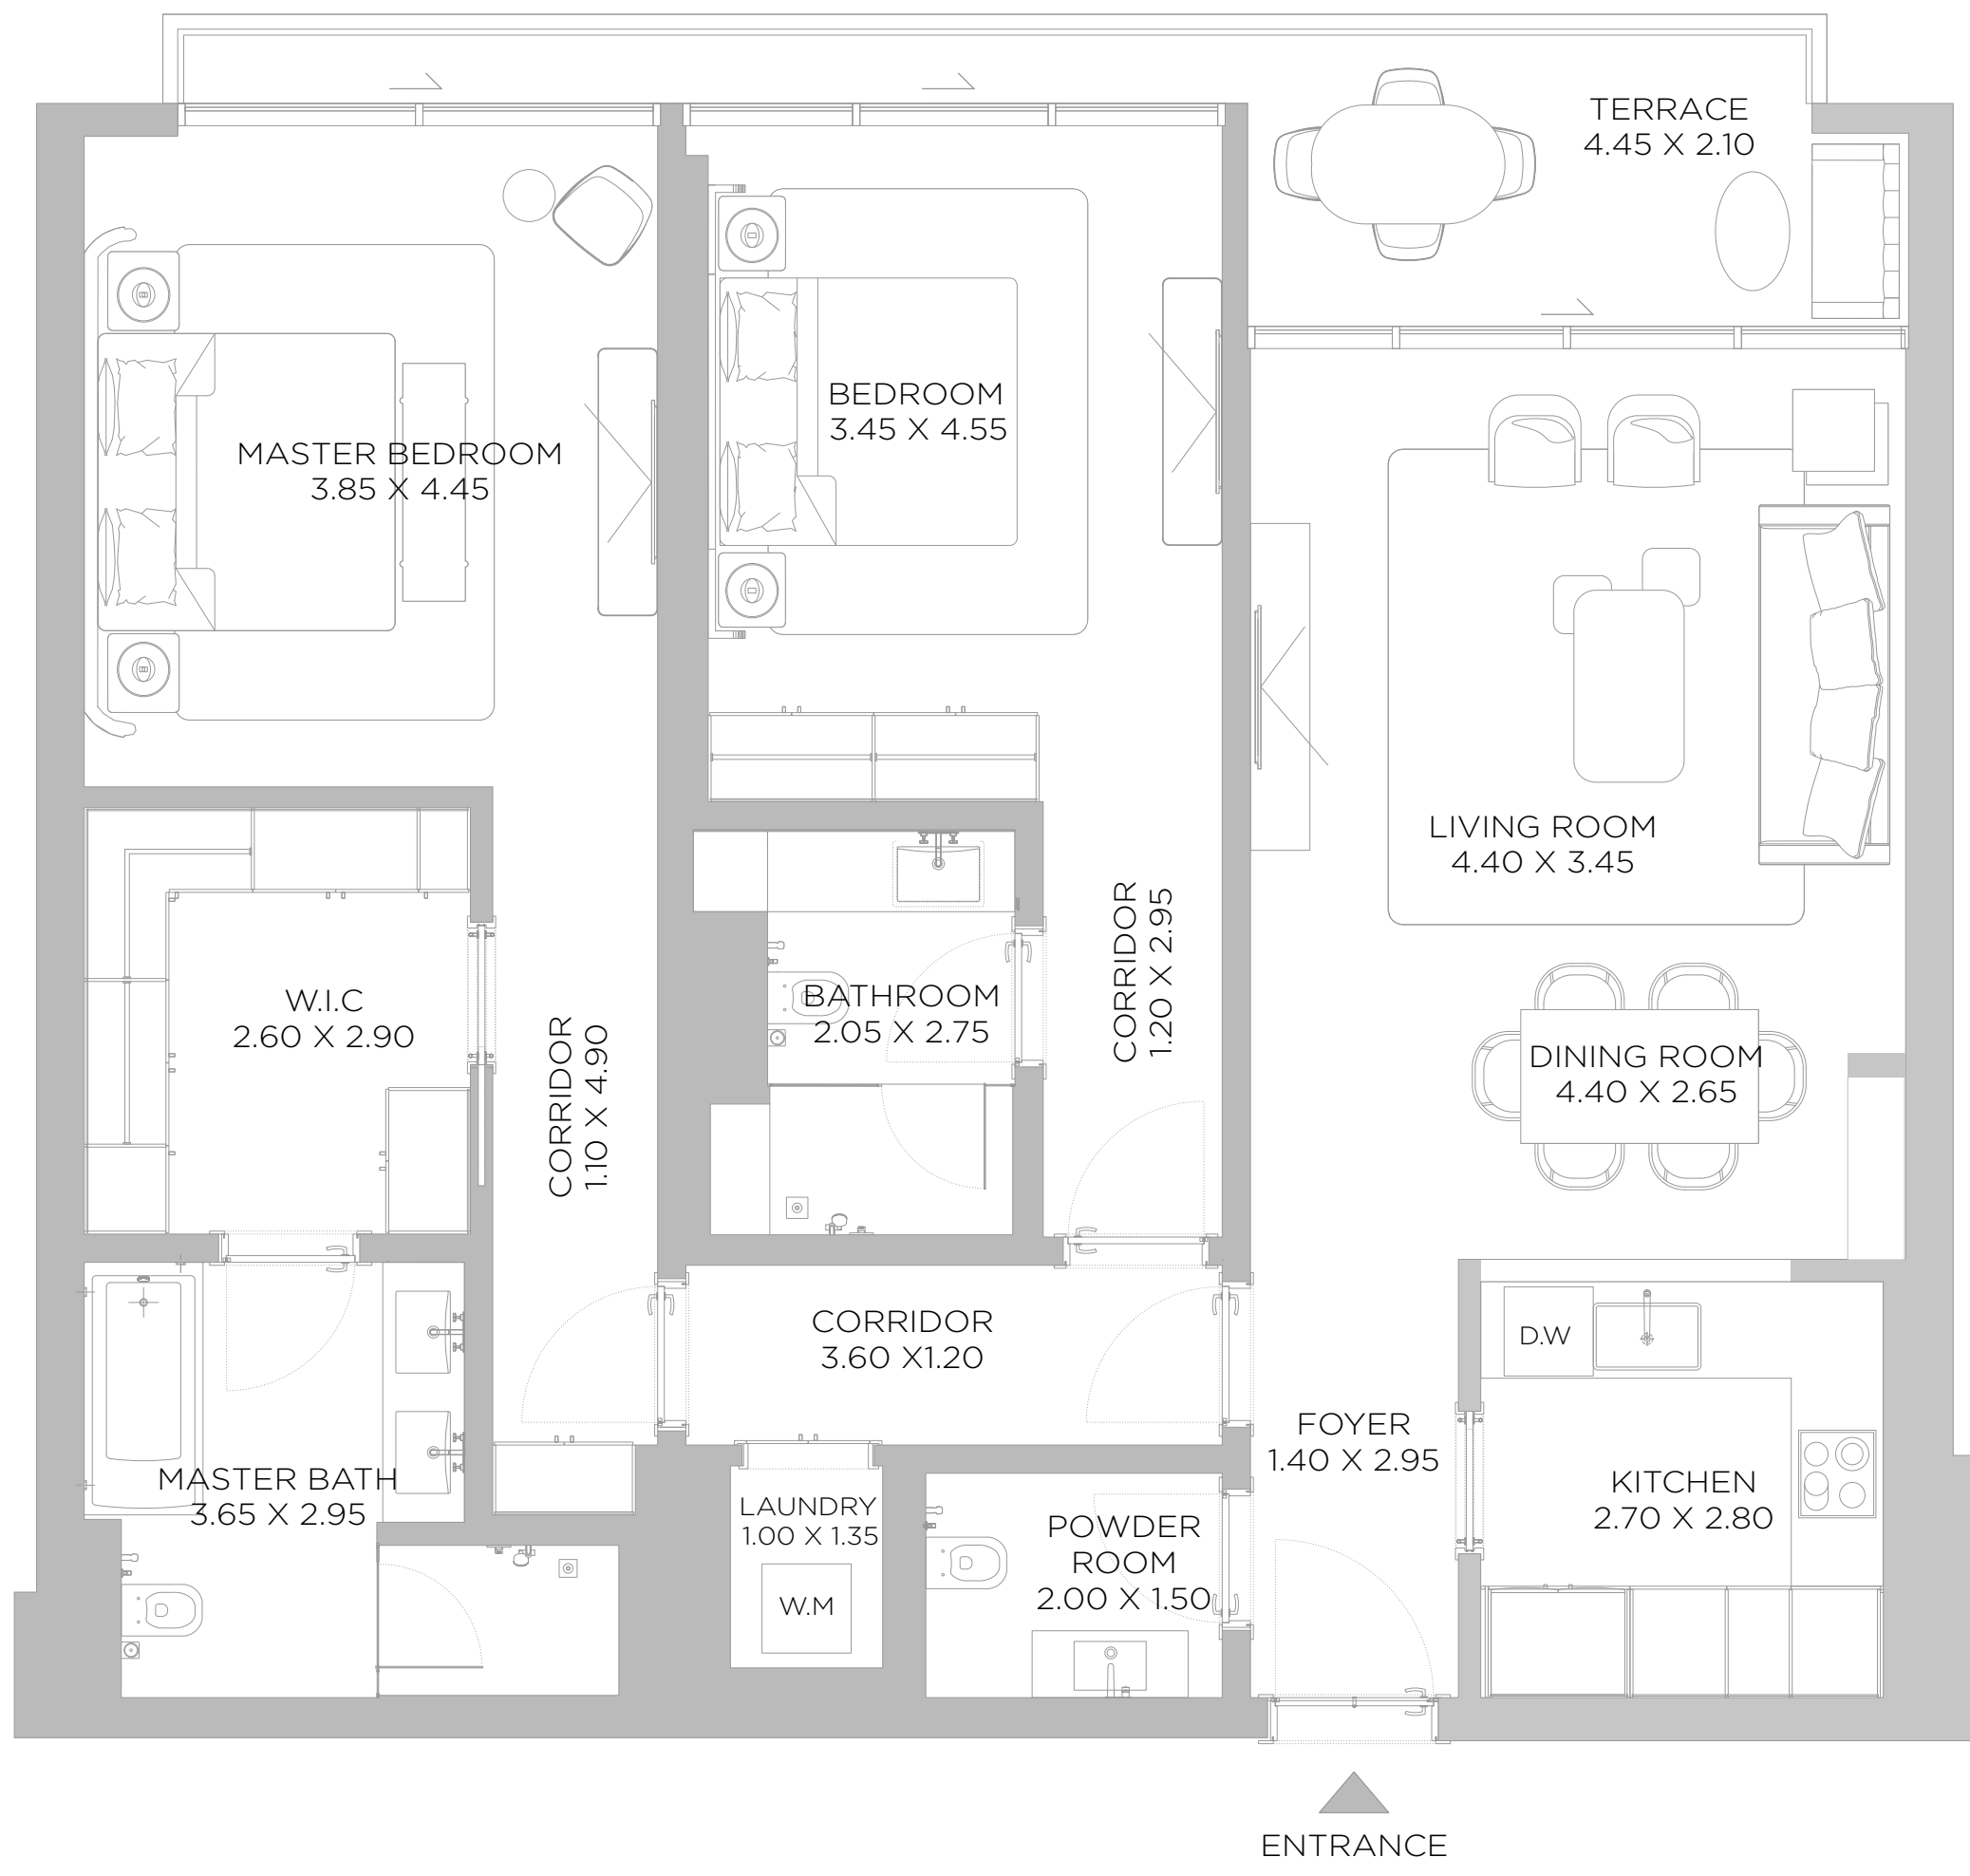 TERRACE
4.45 X 2.10
BEDROOM
3.45 X 4.55
MASTER BEDROOM
3.85 X 4.45
LIVING ROOM
4.40 X 3.45
CORRIDOR
1.20 X 2.95
W.I.C
2.60 X 2.90
BATHROOM
2.05 X 2.75
CORRIDOR
1.10 X 4.90
DINING ROOM
4.40 X 2.65
CORRIDOR
3.60 X1.20
D.W
FOYER
1.40 X 2.95
MASTER BATH
3.65 X 2.95
KITCHEN
2.70 X 2.80
LAUNDRY
1.00 X 1.35
POWDER
ROOM
2.00 X 1.50
W.M
ENTRANCE